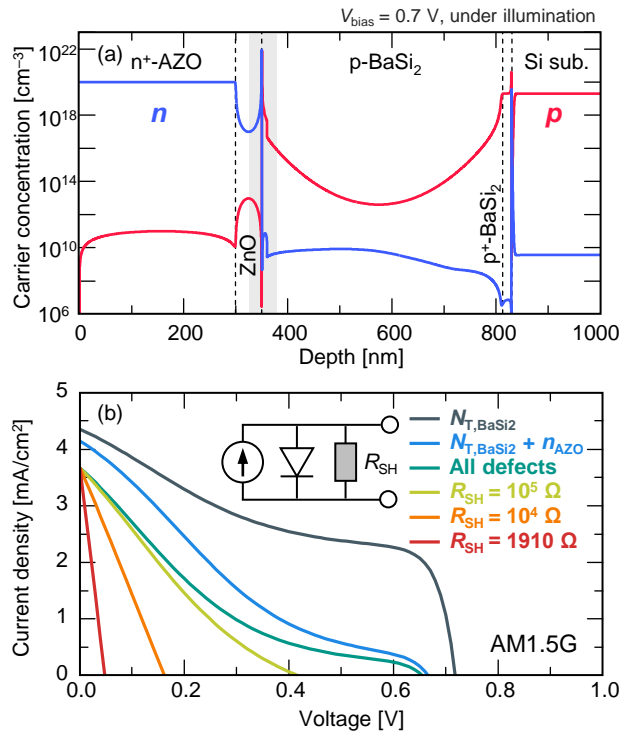 V_bias = 0.7 V, under illumination
(a) n⁺-AZO p-BaSi₂ Si sub.
Carrier concentration [cm⁻³]
10²²
10¹⁸
10¹⁴
10¹⁰
10⁶
n
p
ZnO
p⁺-BaSi₂
0 200 400 600 800 1000
Depth [nm]
(b)
Current density [mA/cm²]
5
4
3
2
1
0
R_SH
N_T,BaSi2
N_T,BaSi2 + n_AZO
All defects
R_SH = 10⁵ Ω
R_SH = 10⁴ Ω
R_SH = 1910 Ω
AM1.5G
0.0 0.2 0.4 0.6 0.8 1.0
Voltage [V]